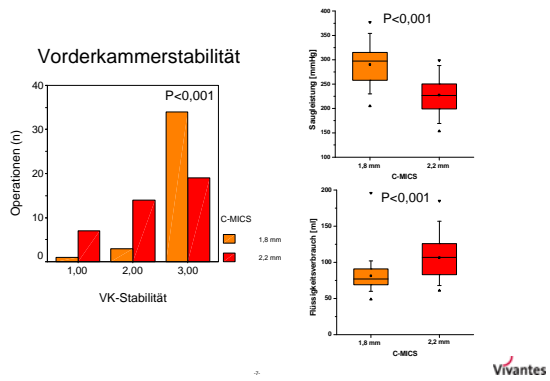 Vorderkammerstabilität
P<0,001
Operationen (n)
40
30
20
10
0
1,00 2,00 3,00
VK-Stabilität
C-MICS
1,8 mm
2,2 mm
P<0,001
Saugleistung [mmHg]
400
350
300
250
200
150
100
1,8 mm 2,2 mm
C-MICS
P<0,001
Flüssigkeitsverbrauch [ml]
200
150
100
50
0
1,8 mm 2,2 mm
C-MICS
-2-
Vivantes